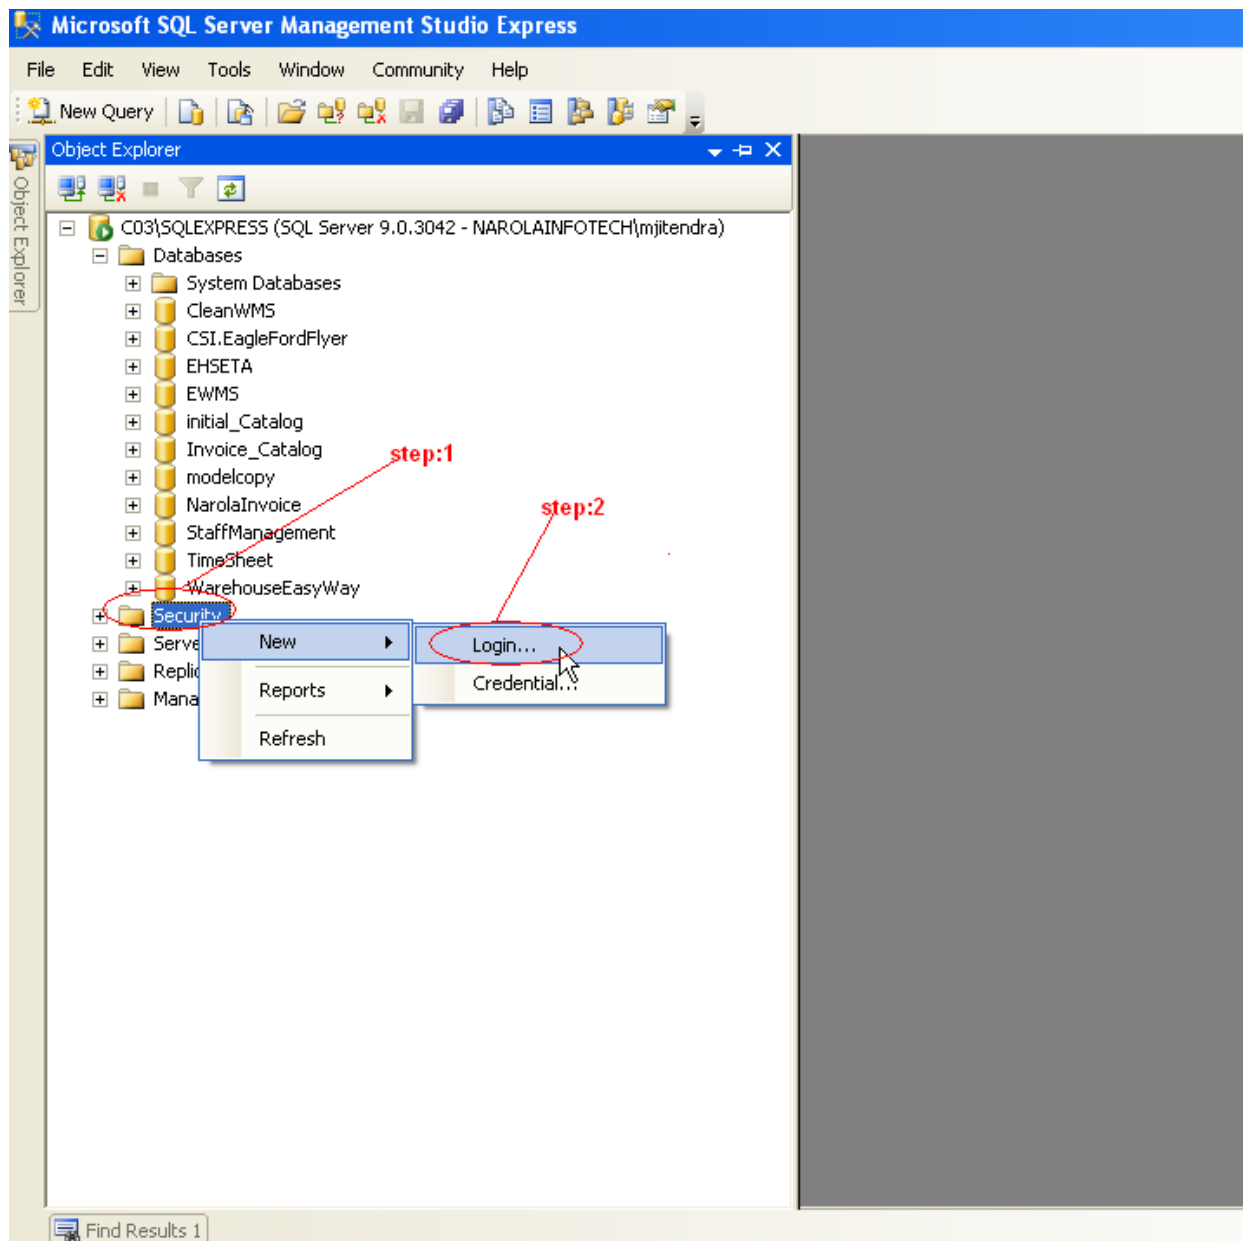 Microsoft SQL Server Management Studio Express
File Edit View Tools Window Community Help
New Query
Object Explorer
Object Explorer
C03\SQLEXPRESS (SQL Server 9.0.3042 - NAROLAINFOTECH\mjitendra)
Databases
System Databases
CleanWMS
CSI.EagleFordFlyer
EHSETA
EWMS
initial_Catalog
Invoice_Catalog
step:1
modelcopy
NarolaInvoice
step:2
StaffManagement
TimeSheet
WarehouseEasyWay
Security
Serve
New
Login...
Replic
Reports
Credential...
Mana
Refresh
Find Results 1